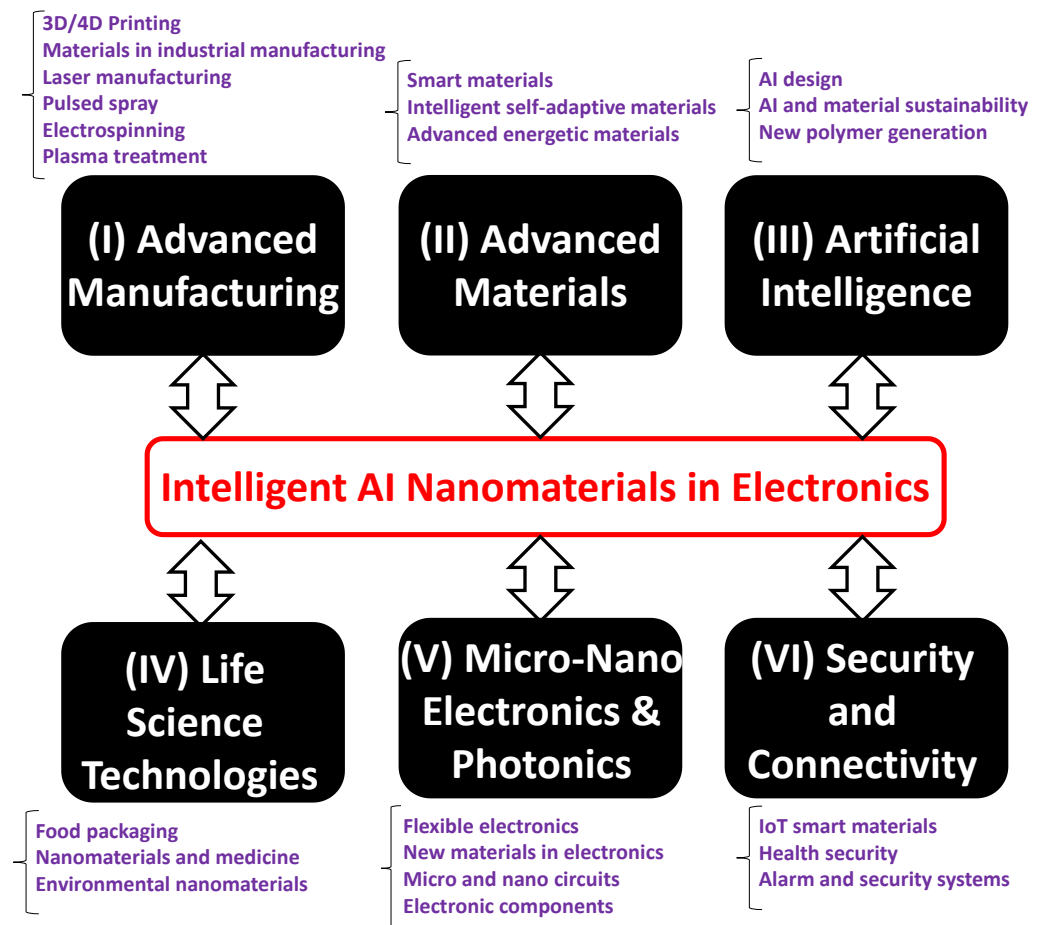 3D/4D Printing
Materials in industrial manufacturing
Laser manufacturing
Pulsed spray
Electrospinning
Plasma treatment
Smart materials
Intelligent self-adaptive materials
Advanced energetic materials
AI design
AI and material sustainability
New polymer generation
(I) Advanced
Manufacturing
(II) Advanced
Materials
(III) Artificial
Intelligence
Intelligent AI Nanomaterials in Electronics
(IV) Life
Science
Technologies
(V) Micro-Nano
Electronics &
Photonics
(VI) Security
and
Connectivity
Food packaging
Nanomaterials and medicine
Environmental nanomaterials
Flexible electronics
New materials in electronics
Micro and nano circuits
Electronic components
IoT smart materials
Health security
Alarm and security systems